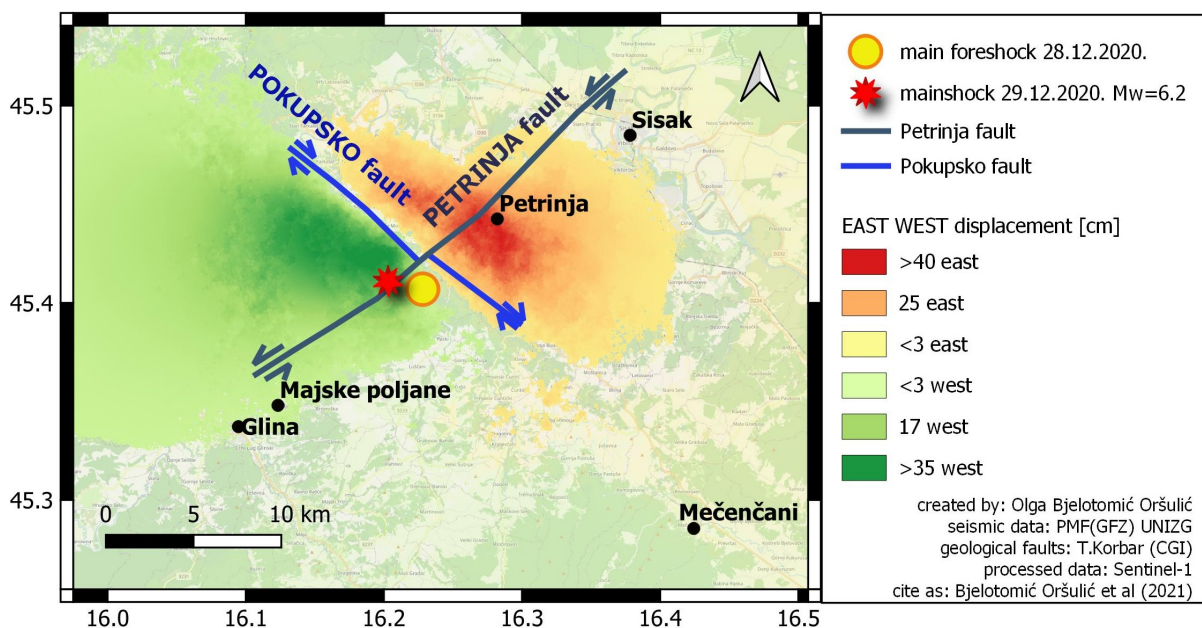 45.5
45.4
45.3
16.0
16.1
16.2
16.3
16.4
16.5
POKUPSKO fault
PETRINJA fault
Sisak
Petrinja
Majske poljane
Glina
Mečenčani
0 5 10 km
main foreshock 28.12.2020.
mainshock 29.12.2020. Mw=6.2
Petrinja fault
Pokupsko fault
EAST WEST displacement [cm]
>40 east
25 east
<3 east
<3 west
17 west
>35 west
created by: Olga Bjelotomić Oršulić
seismic data: PMF(GFZ) UNIZG
geological faults: T.Korbar (CGI)
processed data: Sentinel-1
cite as: Bjelotomić Oršulić et al (2021)